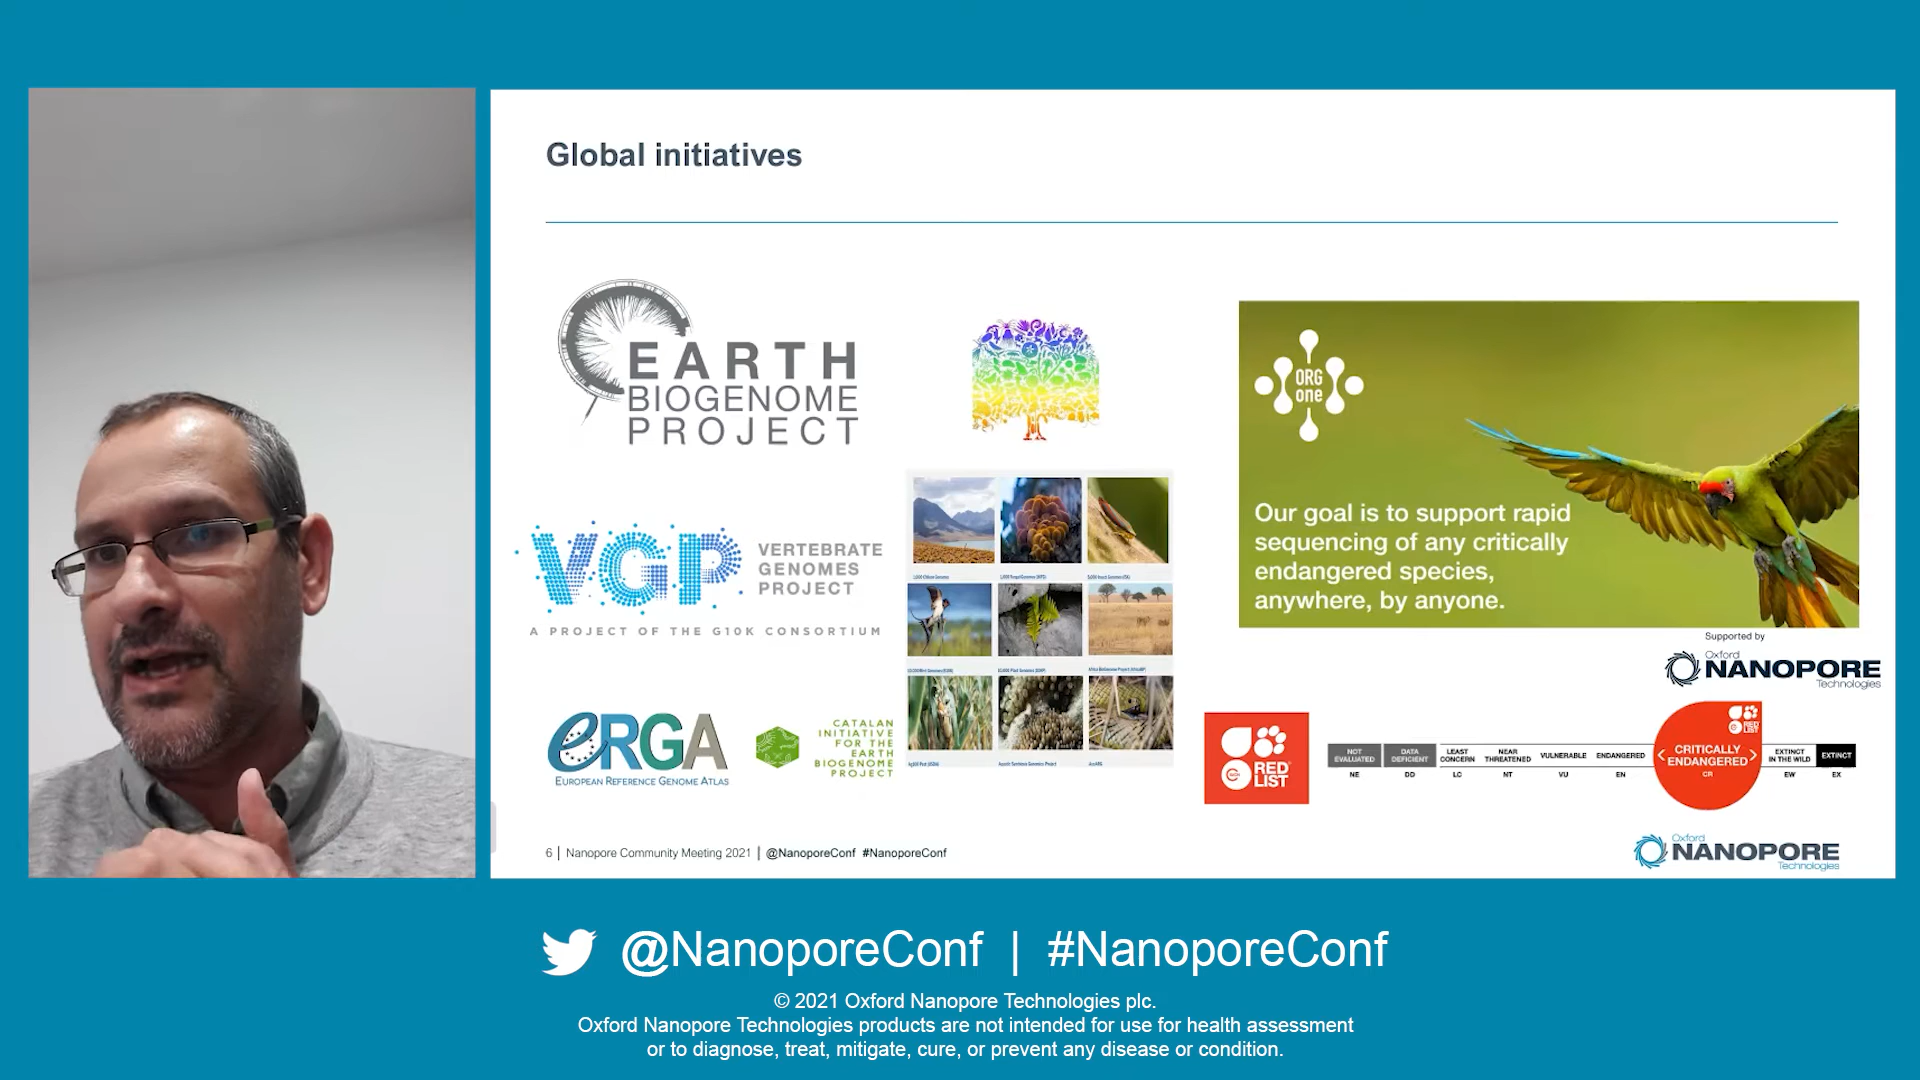 Global initiatives
EARTH
BIOGENOME
PROJECT
VGP
VERTEBRATE
GENOMES
PROJECT
A PROJECT OF THE G10K CONSORTIUM
eRGA
EUROPEAN REFERENCE GENOME ATLAS
CATALAN
INITIATIVE
FOR THE
EARTH
BIOGENOME
PROJECT
ORG
one
Our goal is to support rapid
sequencing of any critically
endangered species,
anywhere, by anyone.
Supported by
Oxford
NANOPORE
Technologies
RED
LIST
NOT
EVALUATED
NE
DATA
DEFICIENT
DD
LEAST
CONCERN
LC
NEAR
THREATENED
NT
VULNERABLE
VU
ENDANGERED
EN
RED
LIST
CRITICALLY
ENDANGERED
CR
EXTINCT
IN THE WILD
EW
EXTINCT
EX
6 | Nanopore Community Meeting 2021 | @NanoporeConf #NanoporeConf
Oxford
NANOPORE
Technologies
@NanoporeConf | #NanoporeConf
© 2021 Oxford Nanopore Technologies plc.
Oxford Nanopore Technologies products are not intended for use for health assessment
or to diagnose, treat, mitigate, cure, or prevent any disease or condition.